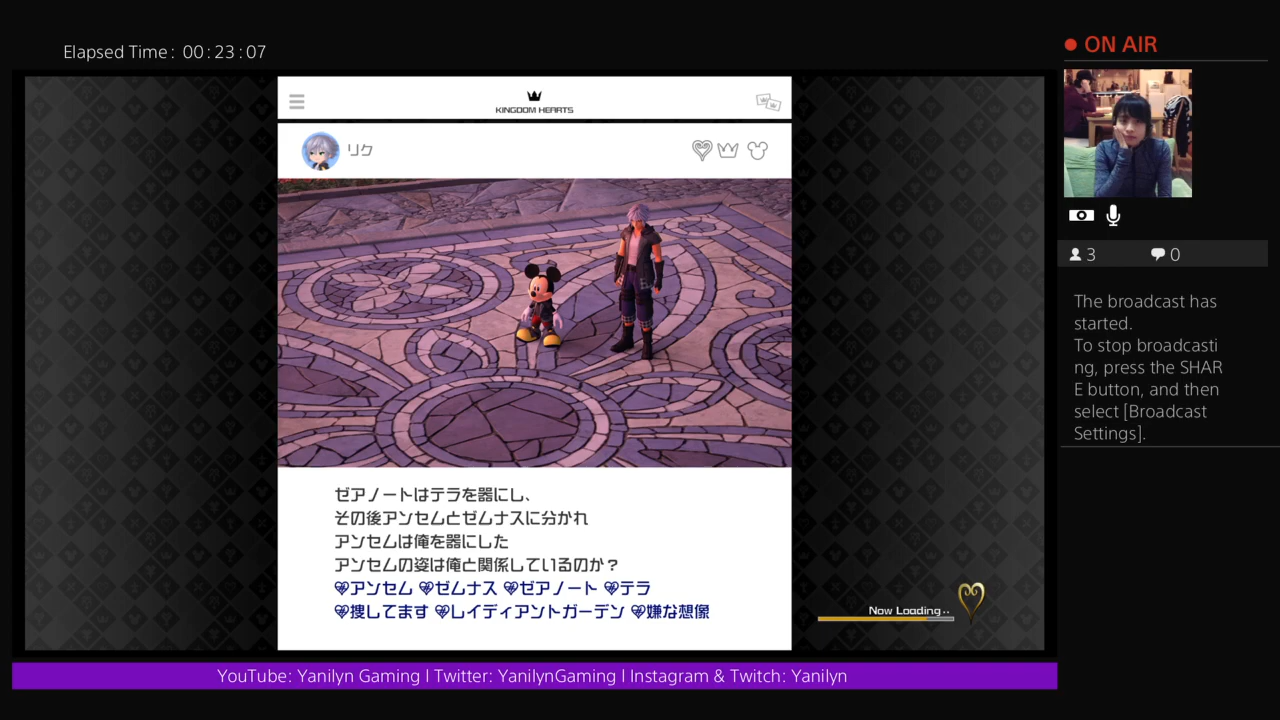 Elapsed Time: 00:23:07
ON AIR
KINGDOM HEARTS
リク
3
0
The broadcast has
started.
To stop broadcasti
ng, press the SHAR
E button, and then
select [Broadcast
Settings].
ゼアノートはテラを器にし、
その後アンセムとゼムナスに分かれ
アンセムは俺を器にした
アンセムの姿は俺と関係しているのか？
アンセム ゼムナス ゼアノート テラ
捜してます レイディアントガーデン 嫌な想像
Now Loading..
YouTube: Yanilyn Gaming | Twitter: YanilynGaming | Instagram & Twitch: Yanilyn